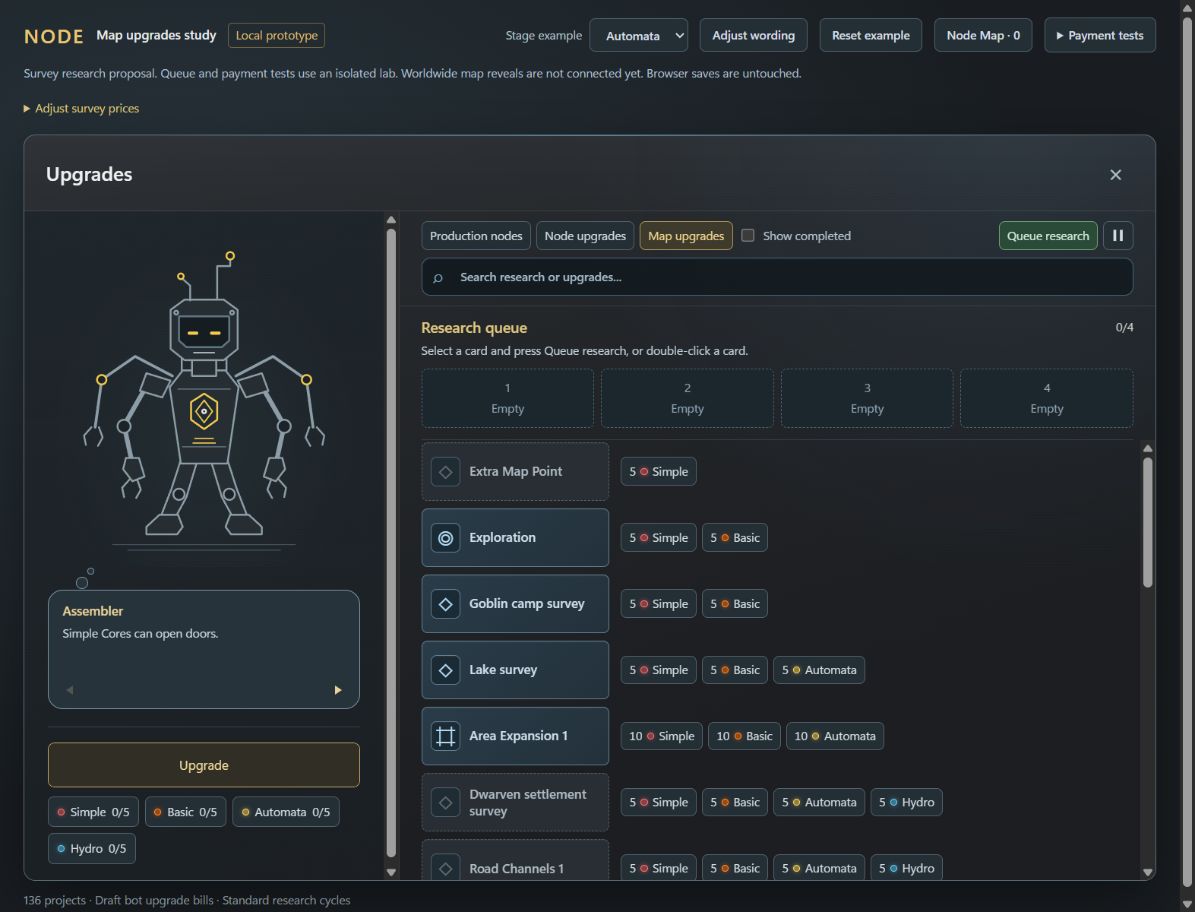 NODE Map upgrades study Local prototype Stage example Automata Adjust wording Reset example Node Map · 0 ▶ Payment tests
Survey research proposal. Queue and payment tests use an isolated lab. Worldwide map reveals are not connected yet. Browser saves are untouched.
▶ Adjust survey prices
Upgrades ×
Production nodes Node upgrades Map upgrades Show completed Queue research
Search research or upgrades...
Research queue 0/4
Select a card and press Queue research, or double-click a card.
1 2 3 4
Empty Empty Empty Empty
Extra Map Point 5 Simple
Exploration 5 Simple 5 Basic
Goblin camp survey 5 Simple 5 Basic
Lake survey 5 Simple 5 Basic 5 Automata
Area Expansion 1 10 Simple 10 Basic 10 Automata
Dwarven settlement
survey 5 Simple 5 Basic 5 Automata 5 Hydro
Road Channels 1 5 Simple 5 Basic 5 Automata 5 Hydro
Assembler
Simple Cores can open doors.
Upgrade
Simple 0/5 Basic 0/5 Automata 0/5
Hydro 0/5
136 projects · Draft bot upgrade bills · Standard research cycles